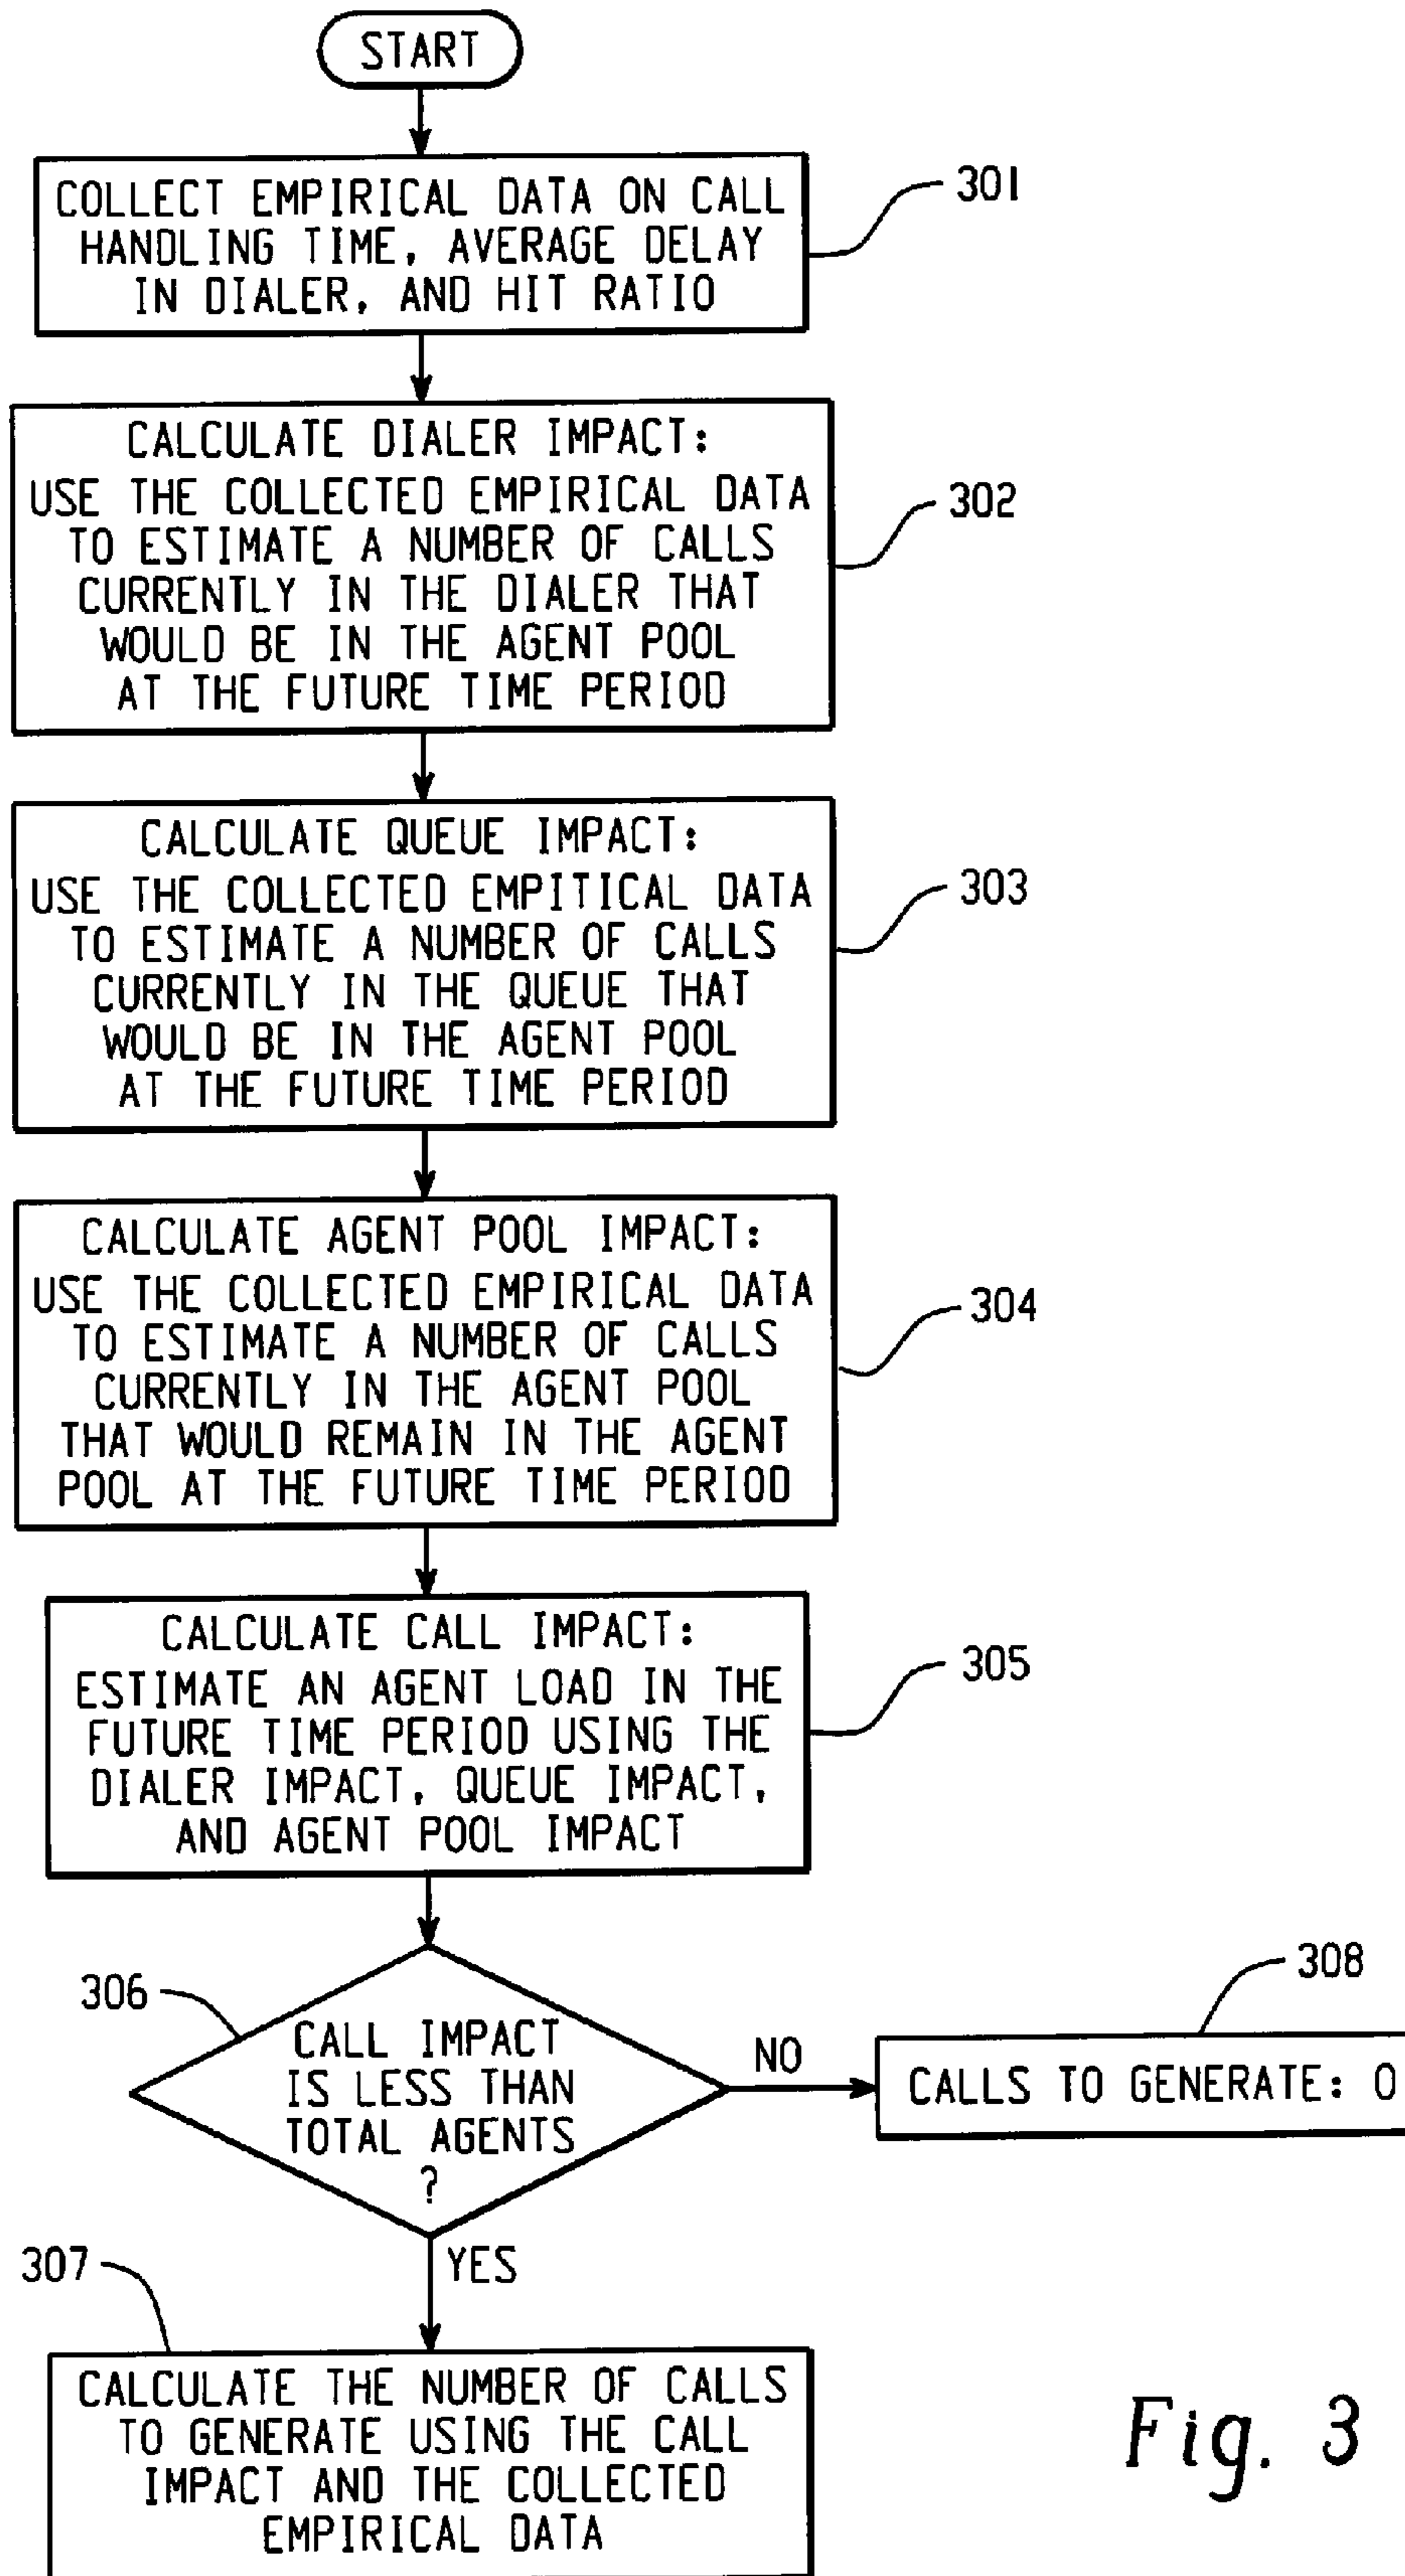 START
COLLECT EMPIRICAL DATA ON CALL
HANDLING TIME, AVERAGE DELAY
IN DIALER, AND HIT RATIO
301
CALCULATE DIALER IMPACT:
USE THE COLLECTED EMPIRICAL DATA
TO ESTIMATE A NUMBER OF CALLS
CURRENTLY IN THE DIALER THAT
WOULD BE IN THE AGENT POOL
AT THE FUTURE TIME PERIOD
302
CALCULATE QUEUE IMPACT:
USE THE COLLECTED EMPITICAL DATA
TO ESTIMATE A NUMBER OF CALLS
CURRENTLY IN THE QUEUE THAT
WOULD BE IN THE AGENT POOL
AT THE FUTURE TIME PERIOD
303
CALCULATE AGENT POOL IMPACT:
USE THE COLLECTED EMPIRICAL DATA
TO ESTIMATE A NUMBER OF CALLS
CURRENTLY IN THE AGENT POOL
THAT WOULD REMAIN IN THE AGENT
POOL AT THE FUTURE TIME PERIOD
304
CALCULATE CALL IMPACT:
ESTIMATE AN AGENT LOAD IN THE
FUTURE TIME PERIOD USING THE
DIALER IMPACT, QUEUE IMPACT,
AND AGENT POOL IMPACT
305
306
CALL IMPACT
IS LESS THAN
TOTAL AGENTS
?
NO
308
CALLS TO GENERATE: 0
YES
307
CALCULATE THE NUMBER OF CALLS
TO GENERATE USING THE CALL
IMPACT AND THE COLLECTED
EMPIRICAL DATA
Fig. 3